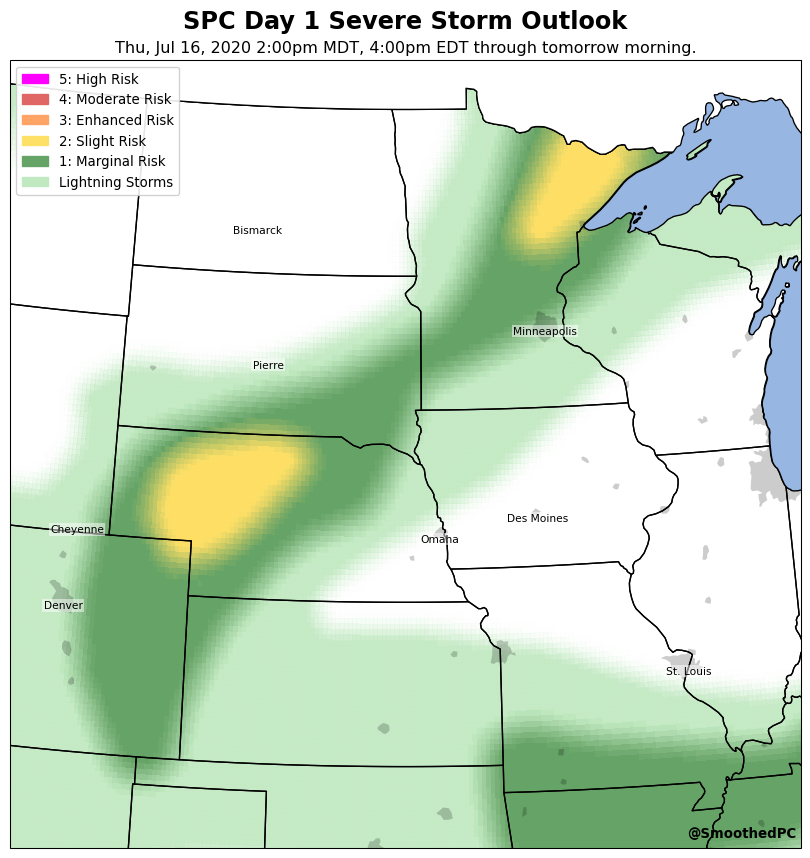 SPC Day 1 Severe Storm Outlook
Thu, Jul 16, 2020 2:00pm MDT, 4:00pm EDT through tomorrow morning.
5: High Risk
4: Moderate Risk
3: Enhanced Risk
2: Slight Risk
1: Marginal Risk
Lightning Storms
Bismarck
Minneapolis
Pierre
Des Moines
Cheyenne
Omaha
Denver
St. Louis
@SmoothedPC